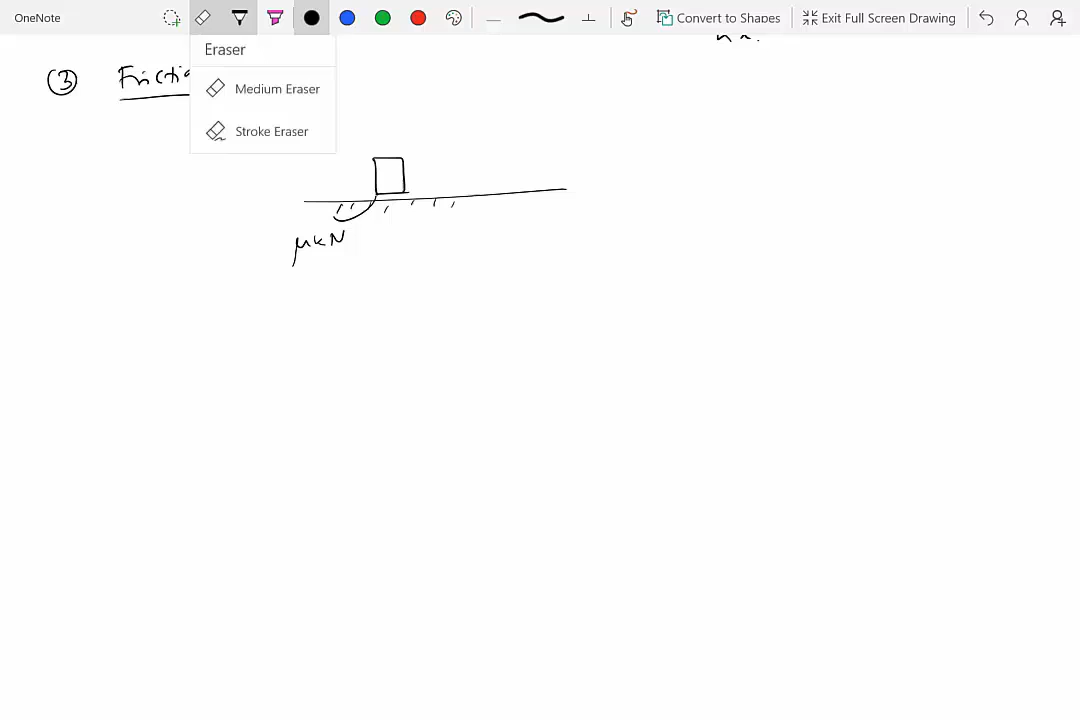 OneNote
Convert to Shapes
Exit Full Screen Drawing
Eraser
Medium Eraser
Stroke Eraser
③
μkN